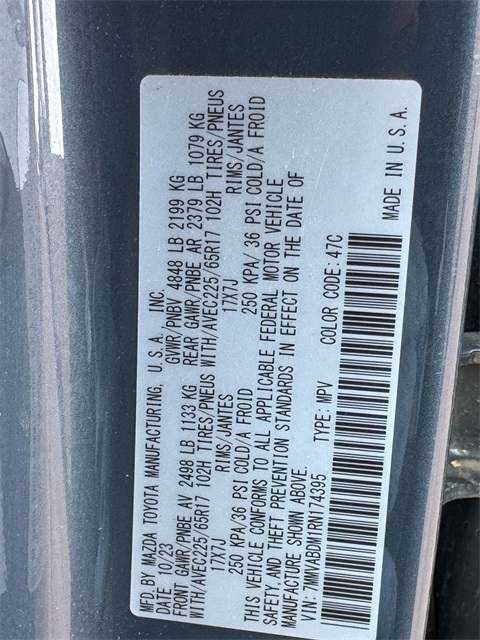 MFD.BY MAZDA TOYOTA MANUFACTURING, U.S.A. INC.
DATE: 10/23 GVWR/PNBV 4848 LB 2199 KG
FRONT GAWR/PNBE AV 2498 LB 1133 KG REAR GAWR/PNBE AR 2379 LB 1079 KG
WITH/AVEC225/65R17 102H TIRES/PNEUS WITH/AVEC225/65R17 102H TIRES/PNEUS
17X7J RIMS/JANTES 17X7J RIMS/JANTES
250 KPA/36 PSI COLD/A FROID 250 KPA/36 PSI COLD/A FROID
THIS VEHICLE CONFORMS TO ALL APPLICABLE FEDERAL MOTOR VEHICLE
SAFETY AND THEFT PREVENTION STANDARDS IN EFFECT ON THE DATE OF
MANUFACTURE SHOWN ABOVE.
VIN: 7MMVABDM1RN174395 TYPE: MPV COLOR CODE: 47C
MADE IN U.S.A.